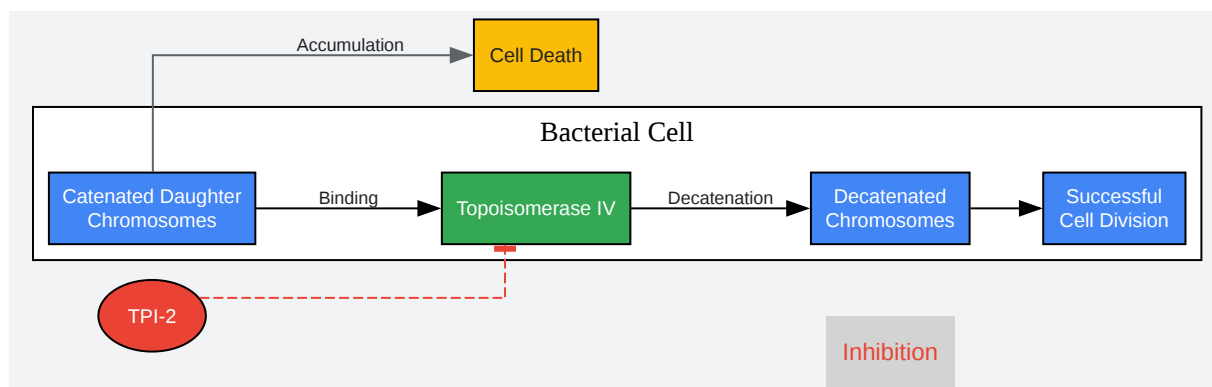 Accumulation
Cell Death
Bacterial Cell
Catenated Daughter
Chromosomes
Binding
Topoisomerase IV
Decatenation
Decatenated
Chromosomes
Successful
Cell Division
TPI-2
Inhibition